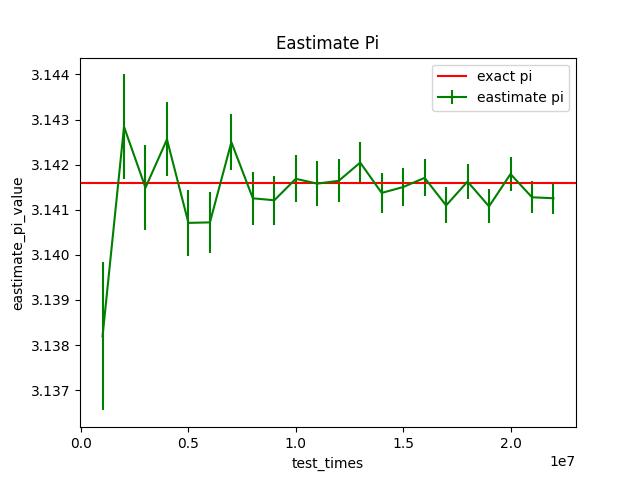 Eastimate Pi
exact pi
eastimate pi
eastimate_pi_value
3.144
3.143
3.142
3.141
3.140
3.139
3.138
3.137
0.0 0.5 1.0 1.5 2.0
1e7
test_times